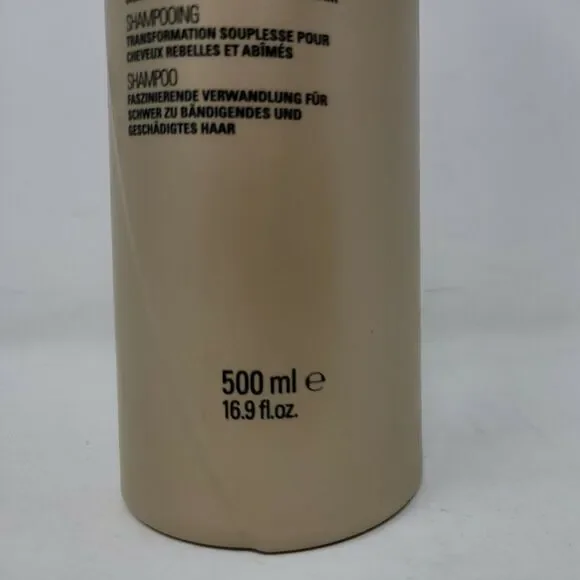 SHAMPOOING
TRANSFORMATION SOUPLESSE POUR
CHEVEUX REBELLES ET ABÎMÉS
SHAMPOO
FASZINIERENDE VERWANDLUNG FÜR
SCHWER ZU BÄNDIGENDES UND
GESCHÄDIGTES HAAR
500 ml ℮
16.9 fl.oz.